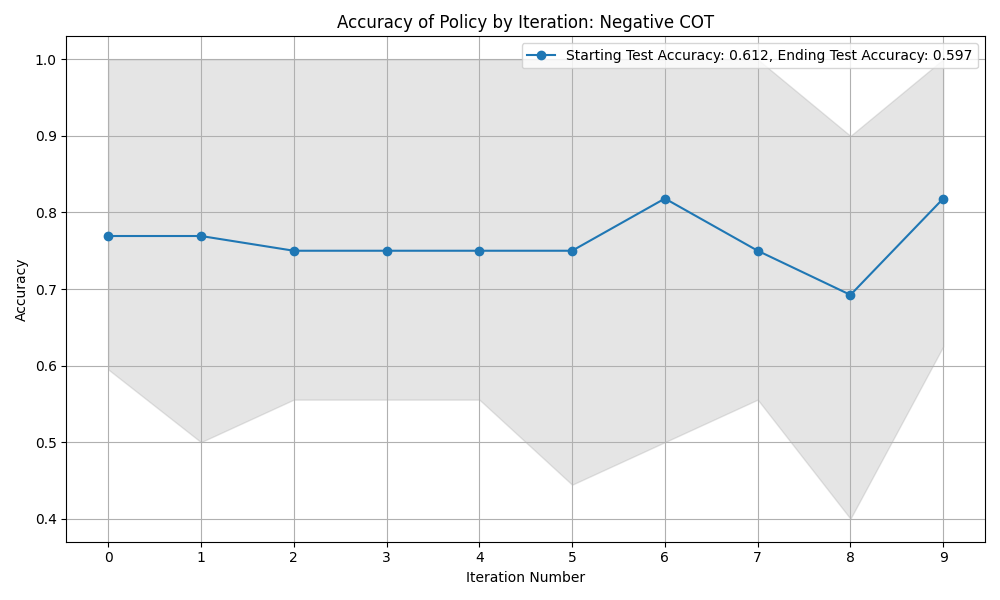 Accuracy of Policy by Iteration: Negative COT
Starting Test Accuracy: 0.612, Ending Test Accuracy: 0.597
1.0
0.9
0.8
0.7
0.6
0.5
0.4
Accuracy
0 1 2 3 4 5 6 7 8 9
Iteration Number